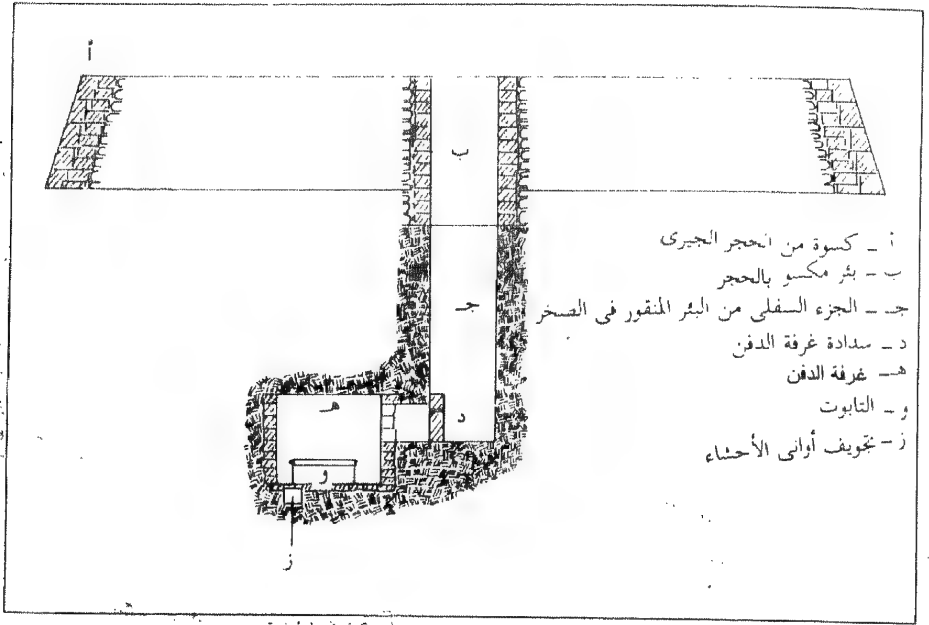 أ
ب
أ ـ كسوة من الحجر الجيرى
ب ـ بئر مكسو بالحجر
جـ
جـ ـ الجزء السفلى من البئر المنقور فى الصخر
د ـ سدادة غرفة الدفن
هـ ـ غرفة الدفن
هـ
د
و ـ التابوت
ز ـ تجويف أوانى الأحشاء
و
ز